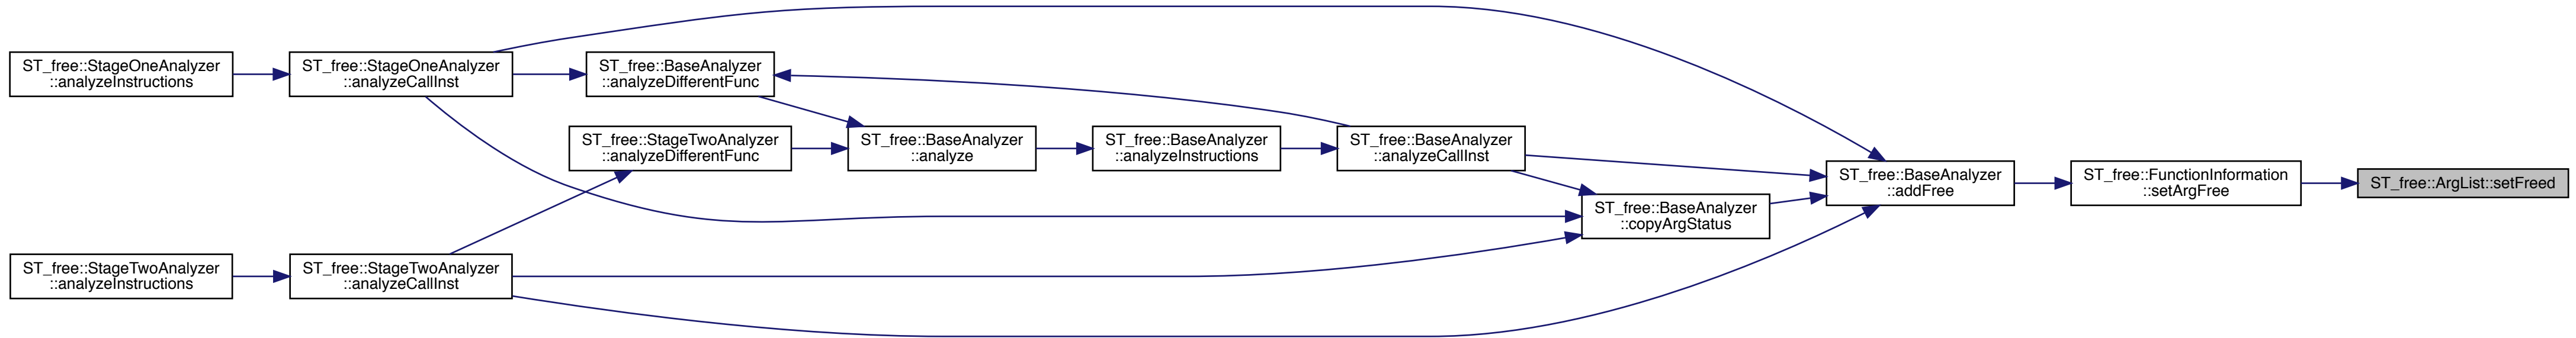 ST_free::StageOneAnalyzer
::analyzeInstructions
ST_free::StageOneAnalyzer
::analyzeCallInst
ST_free::BaseAnalyzer
::analyzeDifferentFunc
ST_free::StageTwoAnalyzer
::analyzeDifferentFunc
ST_free::BaseAnalyzer
::analyze
ST_free::BaseAnalyzer
::analyzeInstructions
ST_free::BaseAnalyzer
::analyzeCallInst
ST_free::BaseAnalyzer
::copyArgStatus
ST_free::BaseAnalyzer
::addFree
ST_free::FunctionInformation
::setArgFree
ST_free::ArgList::setFreed
ST_free::StageTwoAnalyzer
::analyzeInstructions
ST_free::StageTwoAnalyzer
::analyzeCallInst